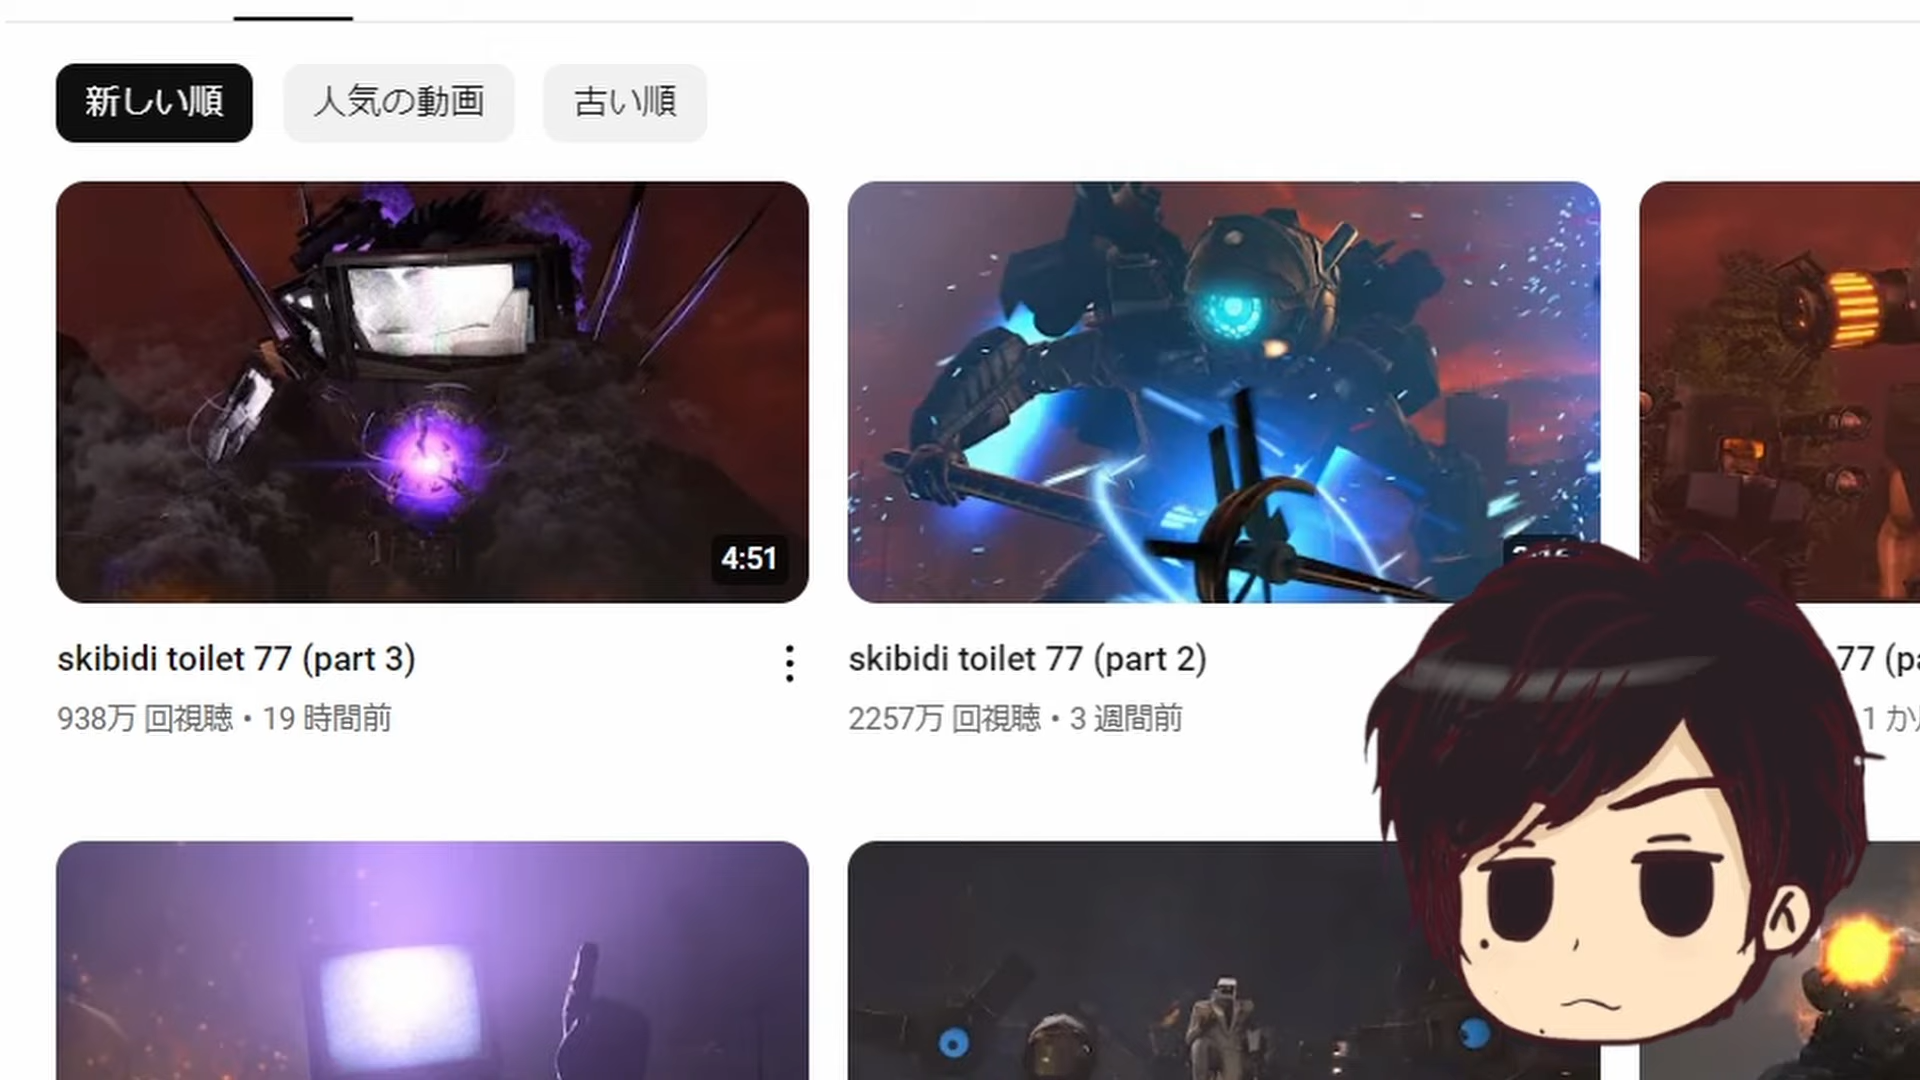 新しい順
人気の動画
古い順
4:51
skibidi toilet 77 (part 3)
938万 回視聴・19 時間前
skibidi toilet 77 (part 2)
2257万 回視聴・3 週間前
77 (
1 か